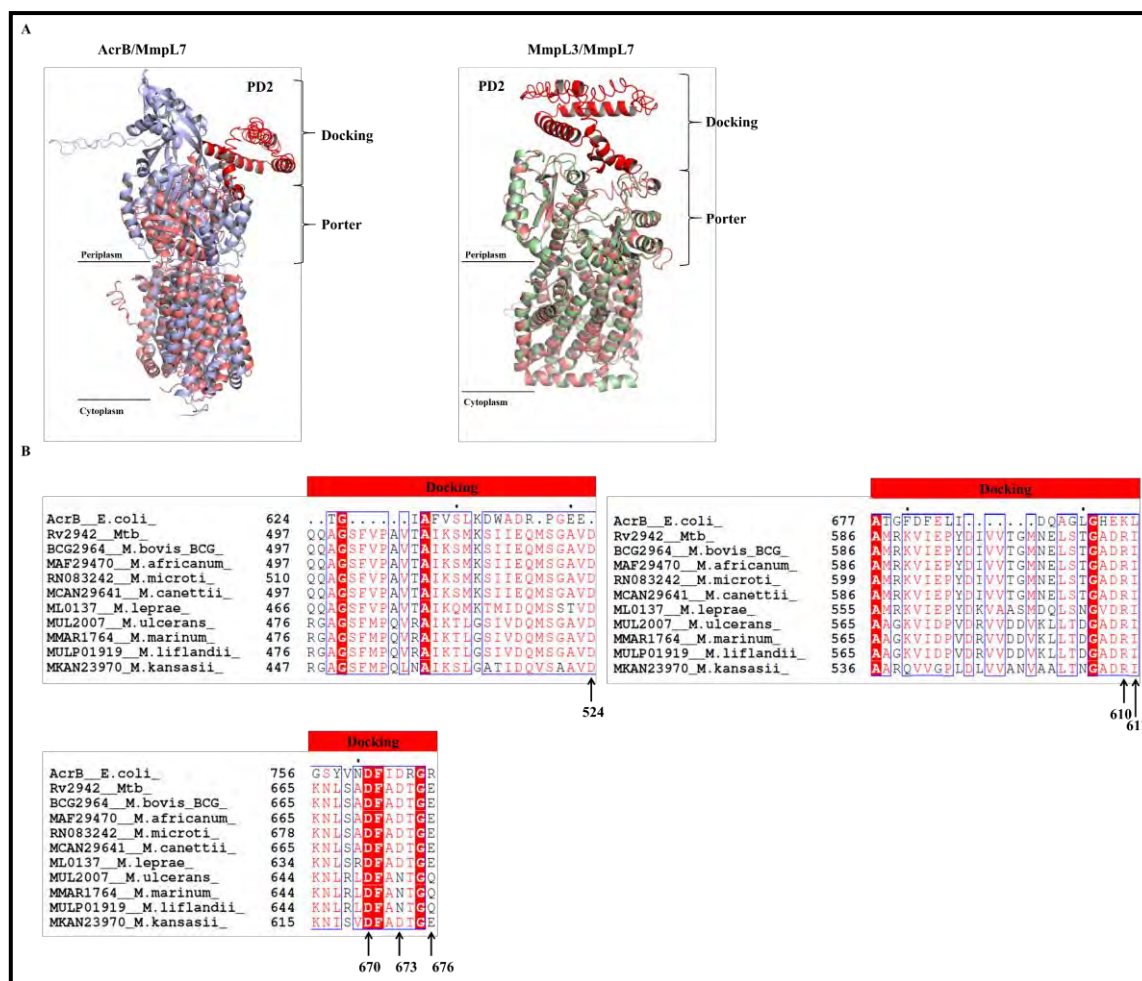 A
AcrB/MmpL7
MmpL3/MmpL7
PD2
Docking
Porter
Periplasm
Cytoplasm
PD2
Docking
Porter
Periplasm
Cytoplasm
B
Docking
AcrB__E.coli_ 624 ..TG......IAFVSLKDWADR.PGEE.
Rv2942__Mtb_ 497 QQAGSFVPAVTAIKSMKSIIEQMSGAVD
BCG2964__M.bovis_BCG_ 497 QQAGSFVPAVTAIKSMKSIIEQMSGAVD
MAF29470__M.africanum_ 497 QQAGSFVPAVTAIKSMKSIIEQMSGAVD
RN083242__M.microti_ 510 QQAGSFVPAVTAIKSMKSIIEQMSGAVD
MCAN29641__M.canettii_ 497 QQAGSFVPAVTAIKSMKSIIEQMSGAVD
ML0137__M.leprae_ 466 QQAGSFVPAVTAIKQMKTMIDQMSSTVD
MUL2007__M.ulcerans_ 476 RGAGSFMPQVRAIKTLGSIVDQMSGAVD
MMAR1764__M.marinum_ 476 RGAGSFMPQVRAIKTLGSIVDQMSGAVD
MULP01919__M.liflandii_ 476 RGAGSFMPQVRAIKTLGSIVDQMSGAVD
MKAN23970_M.kansasii_ 447 RGAGSFMPQLNAIKSLGATIDQVSAAVD
524
Docking
AcrB__E.coli_ 677 ATGFDFELI.......DQAGLGHEKL
Rv2942__Mtb_ 586 AMRKVIEPYDIVVTGMNELSTGADRI
BCG2964__M.bovis_BCG_ 586 AMRKVIEPYDIVVTGMNELSTGADRI
MAF29470__M.africanum_ 586 AMRKVIEPYDIVVTGMNELSTGADRI
RN083242__M.microti_ 599 AMRKVIEPYDIVVTGMNELSTGADRI
MCAN29641__M.canettii_ 586 AMRKVIEPYDIVVTGMNELSTGADRI
ML0137__M.leprae_ 555 AMRKVIEPYDKVAASMDQLSNGVDRI
MUL2007__M.ulcerans_ 565 AAGKVIDPVDRVVDDVKLLTDGADRI
MMAR1764__M.marinum_ 565 AAGKVIDPVDRVVDDVKLLTDGADRI
MULP01919__M.liflandii_ 565 AAGKVIDPVDRVVDDVKLLTDGADRI
MKAN23970_M.kansasii_ 536 AARQVVGPLDLVVANVAALTDGADRI
610
61
Docking
AcrB__E.coli_ 756 GSYVNDFIDRGR
Rv2942__Mtb_ 665 KNLSADFADTGE
BCG2964__M.bovis_BCG_ 665 KNLSADFADTGE
MAF29470__M.africanum_ 665 KNLSADFADTGE
RN083242__M.microti_ 678 KNLSADFADTGE
MCAN29641__M.canettii_ 665 KNLSADFADTGE
ML0137__M.leprae_ 634 KNLSRDFADTGE
MUL2007__M.ulcerans_ 644 KNLRLDFANTGQ
MMAR1764__M.marinum_ 644 KNLRLDFANTGQ
MULP01919__M.liflandii_ 644 KNLRLDFANTGQ
MKAN23970_M.kansasii_ 615 KNISVDFADTGE
670 673 676